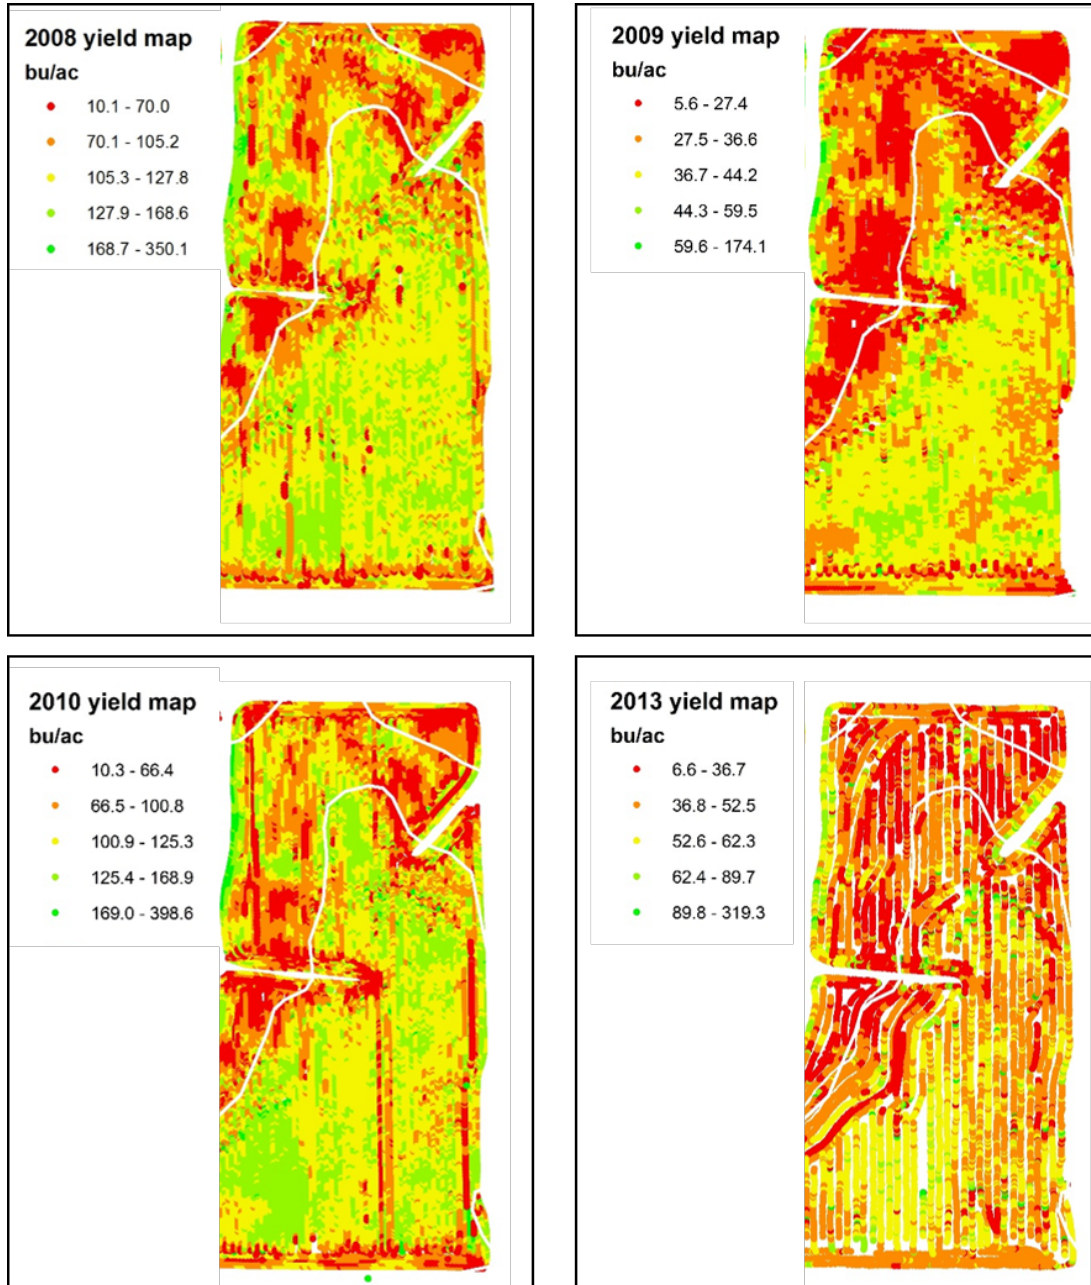 2008 yield map
bu/ac
10.1 - 70.0
70.1 - 105.2
105.3 - 127.8
127.9 - 168.6
168.7 - 350.1
2009 yield map
bu/ac
5.6 - 27.4
27.5 - 36.6
36.7 - 44.2
44.3 - 59.5
59.6 - 174.1
2010 yield map
bu/ac
10.3 - 66.4
66.5 - 100.8
100.9 - 125.3
125.4 - 168.9
169.0 - 398.6
2013 yield map
bu/ac
6.6 - 36.7
36.8 - 52.5
52.6 - 62.3
62.4 - 89.7
89.8 - 319.3